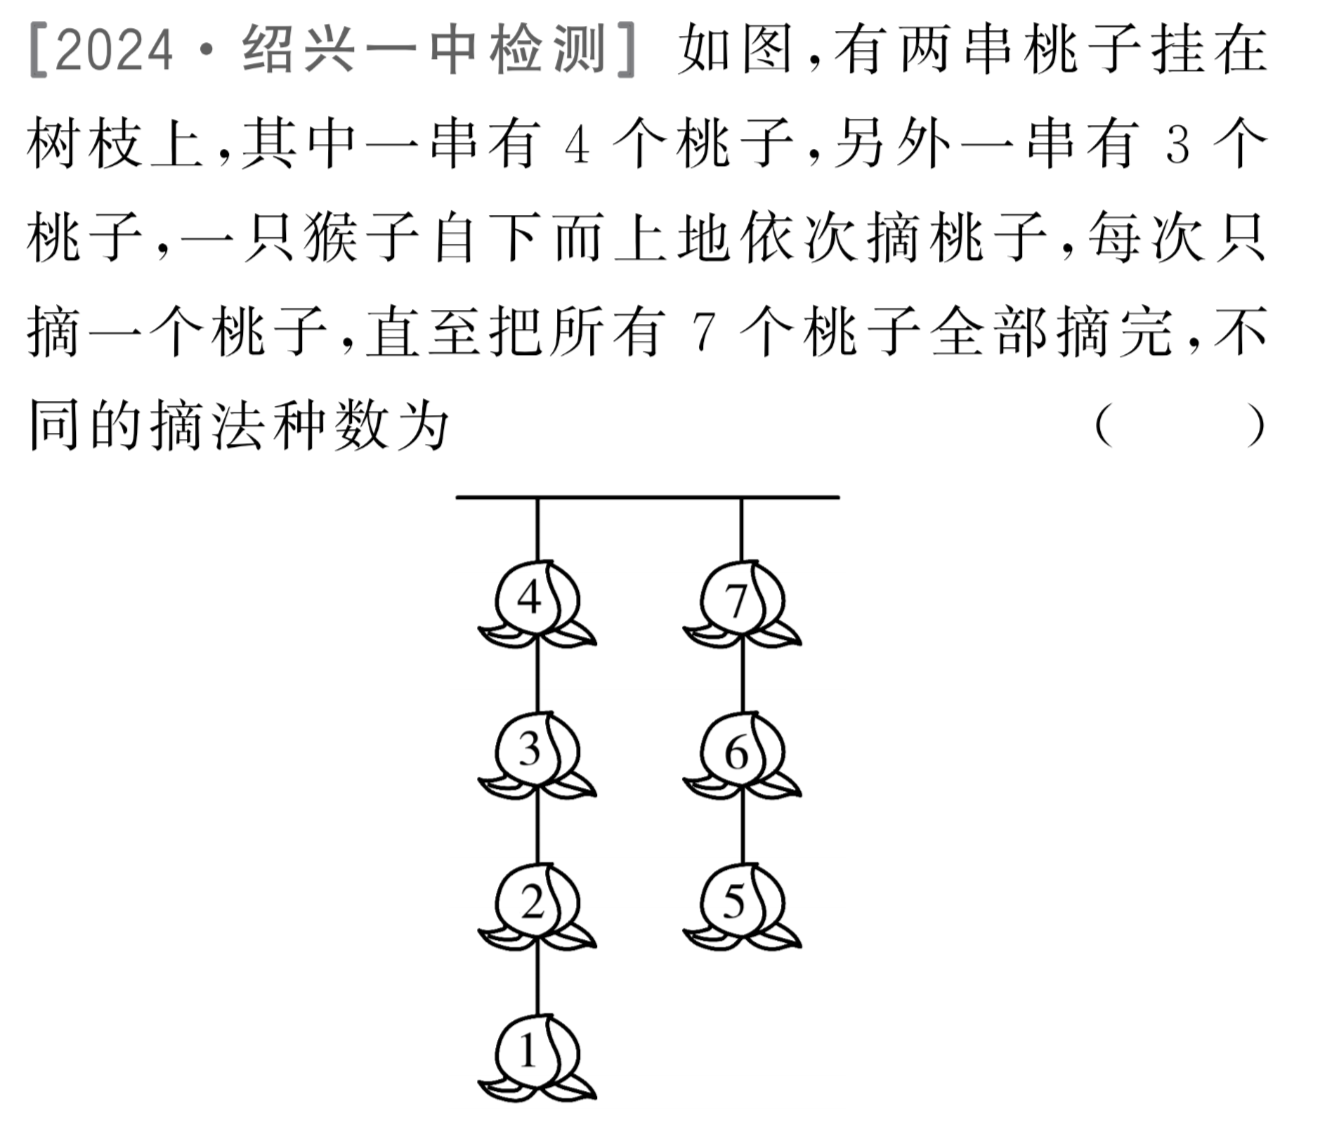 [2024·绍兴一中检测] 如图,有两串桃子挂在
树枝上,其中一串有 4 个桃子,另外一串有 3 个
桃子,一只猴子自下而上地依次摘桃子,每次只
摘一个桃子,直至把所有 7 个桃子全部摘完,不
同的摘法种数为 ( )
4 7
3 6
2 5
1